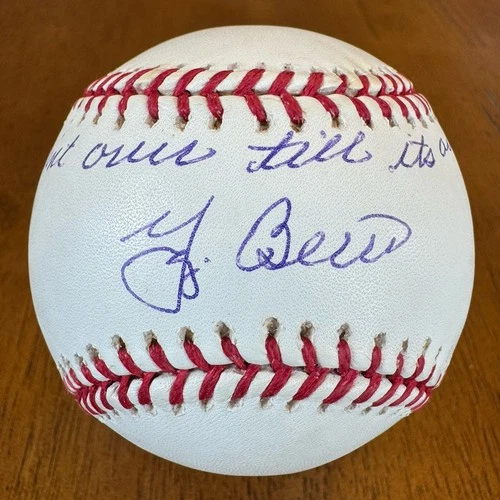 over till its
Y. Berra